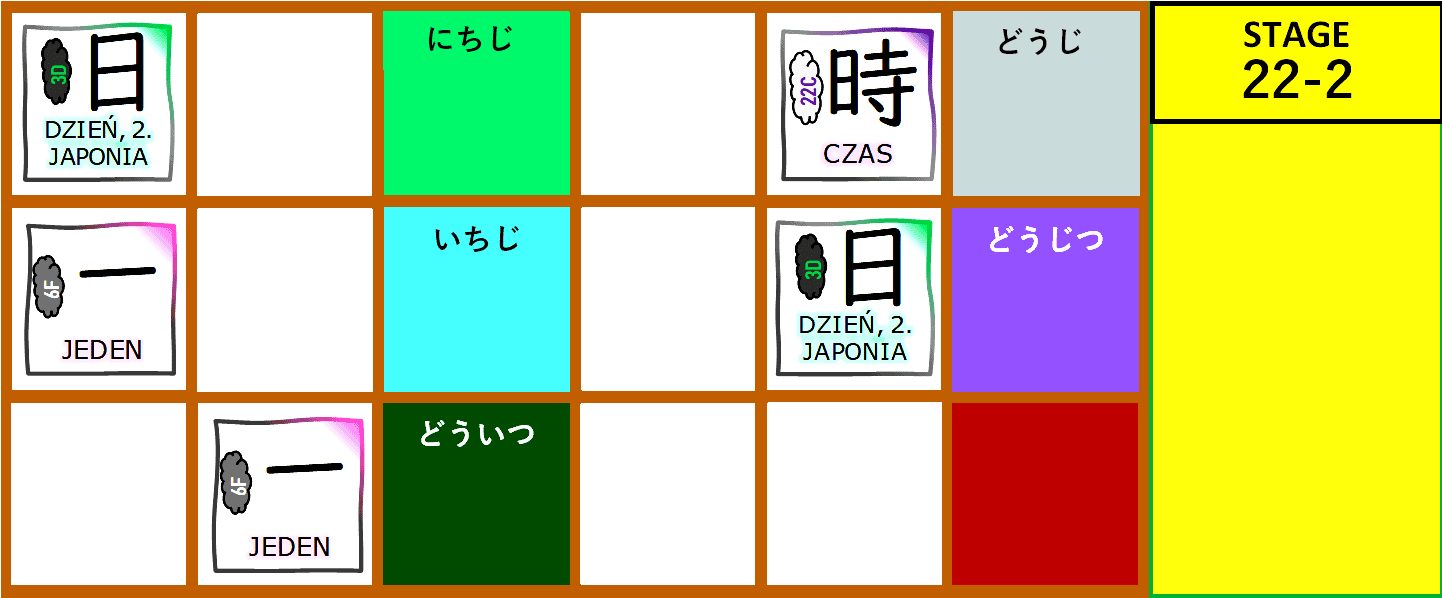 3D
日
DZIEŃ, 2.
JAPONIA
にちじ
22C
時
CZAS
どうじ
STAGE
22-2
6F
一
JEDEN
いちじ
3D
日
DZIEŃ, 2.
JAPONIA
どうじつ
6F
一
JEDEN
どういつ